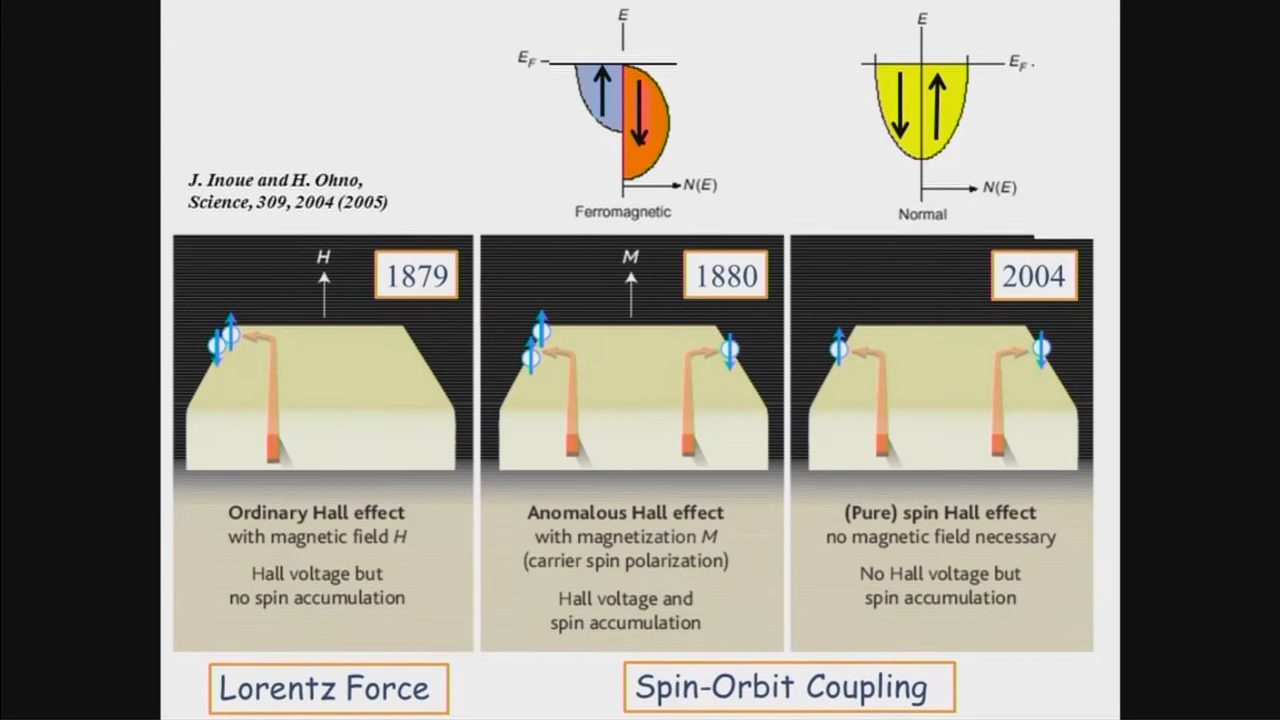 E
E_F
N(E)
Ferromagnetic
E
E_F .
N(E)
Normal
J. Inoue and H. Ohno,
Science, 309, 2004 (2005)
H
1879
M
1880
2004
Ordinary Hall effect
with magnetic field H
Hall voltage but
no spin accumulation
Anomalous Hall effect
with magnetization M
(carrier spin polarization)
Hall voltage and
spin accumulation
(Pure) spin Hall effect
no magnetic field necessary
No Hall voltage but
spin accumulation
Lorentz Force
Spin-Orbit Coupling